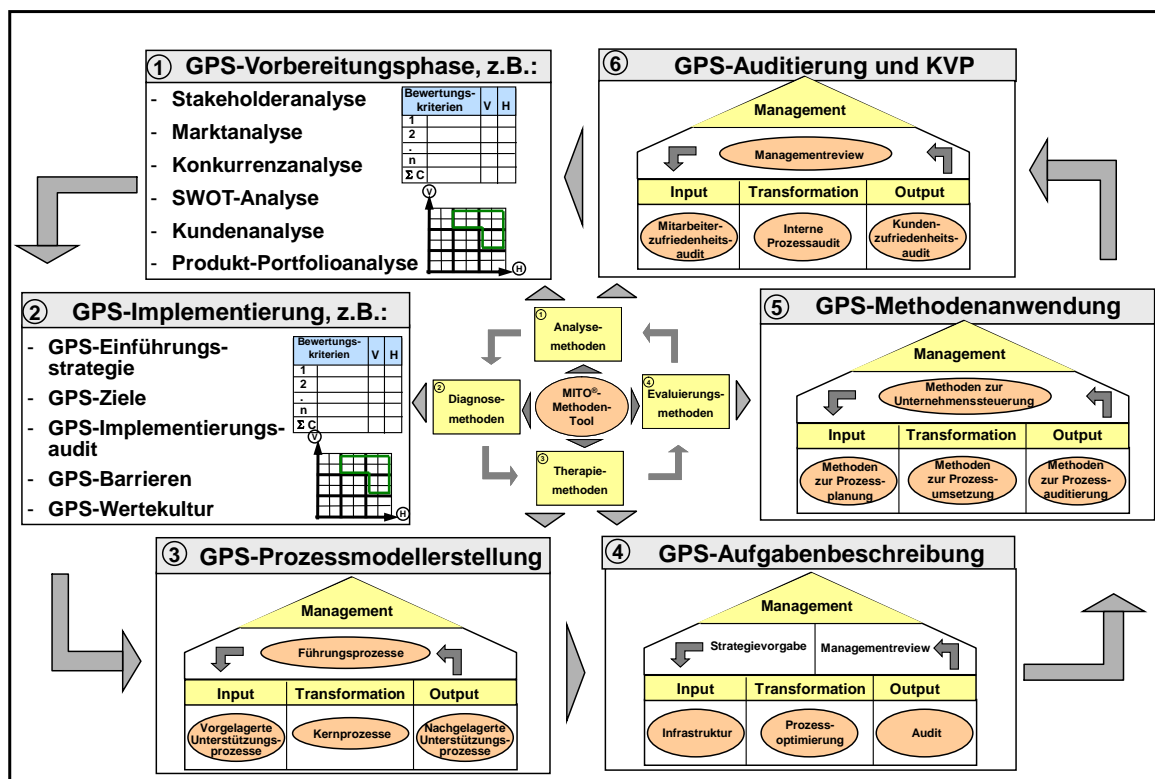 ① GPS-Vorbereitungsphase, z.B.:
- Stakeholderanalyse
- Marktanalyse
- Konkurrenzanalyse
- SWOT-Analyse
- Kundenanalyse
- Produkt-Portfolioanalyse
Bewertungs-
kriterien V H
1
2
.
n
Σ C
V
H
⑥ GPS-Auditierung und KVP
Management
Managementreview
Input Transformation Output
Mitarbeiter-
zufriedenheits-
audit
Interne
Prozessaudit
Kunden-
zufriedenheits-
audit
② GPS-Implementierung, z.B.:
- GPS-Einführungs-
strategie
- GPS-Ziele
- GPS-Implementierungs-
audit
- GPS-Barrieren
- GPS-Wertekultur
Bewertungs-
kriterien V H
1
2
.
n
Σ C
V
H
①
Analyse-
methoden
②
Diagnose-
methoden
MITO®-
Methoden-
Tool
④
Evaluierungs-
methoden
③
Therapie-
methoden
⑤ GPS-Methodenanwendung
Management
Methoden zur
Unternehmenssteuerung
Input Transformation Output
Methoden
zur Prozess-
planung
Methoden
zur Prozess-
umsetzung
Methoden
zur Prozess-
auditierung
③ GPS-Prozessmodellerstellung
Management
Führungsprozesse
Input Transformation Output
Vorgelagerte
Unterstützungs-
prozesse
Kernprozesse
Nachgelagerte
Unterstützungs-
prozesse
④ GPS-Aufgabenbeschreibung
Management
Strategievorgabe Managementreview
Input Transformation Output
Infrastruktur
Prozess-
optimierung
Audit